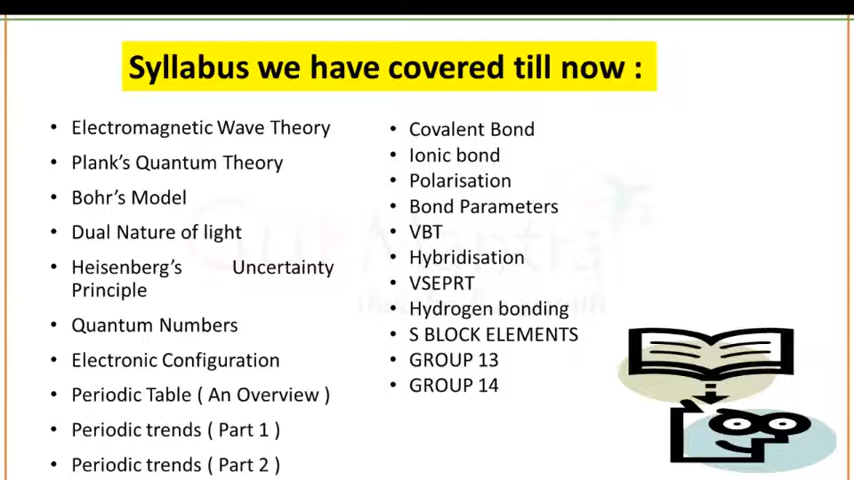 Syllabus we have covered till now :
• Electromagnetic Wave Theory
• Plank's Quantum Theory
• Bohr's Model
• Dual Nature of light
• Heisenberg's Uncertainty
Principle
• Quantum Numbers
• Electronic Configuration
• Periodic Table ( An Overview )
• Periodic trends ( Part 1 )
• Periodic trends ( Part 2 )
• Covalent Bond
• Ionic bond
• Polarisation
• Bond Parameters
• VBT
• Hybridisation
• VSEPRT
• Hydrogen bonding
• S BLOCK ELEMENTS
• GROUP 13
• GROUP 14